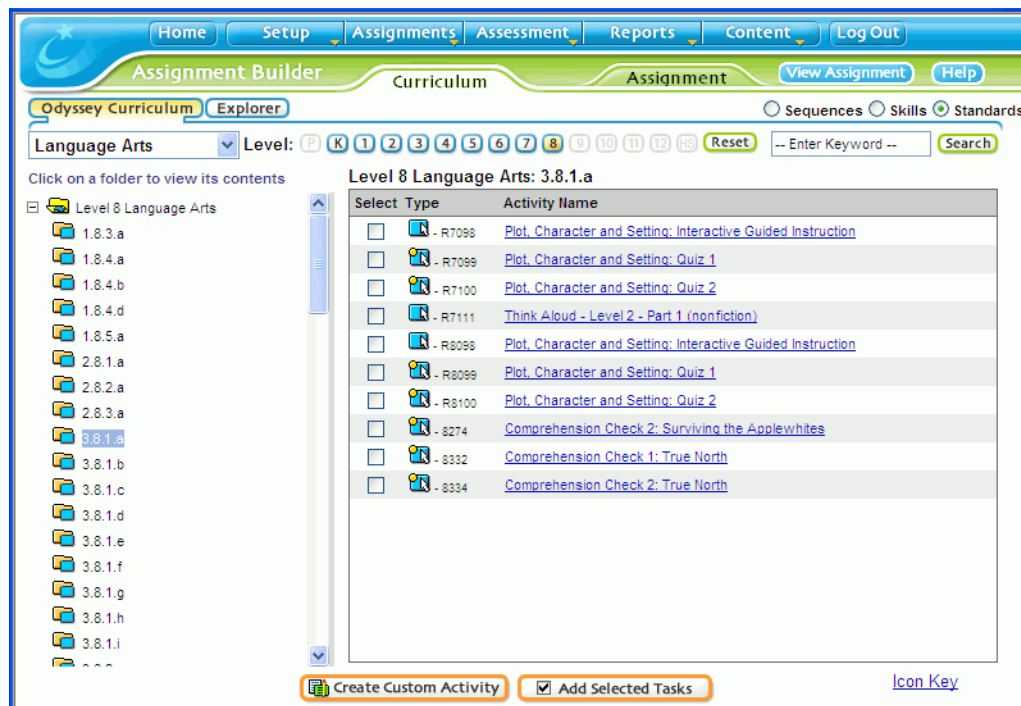 Home Setup Assignments Assessment Reports Content Log Out
Assignment Builder Curriculum Assignment View Assignment Help
Odyssey Curriculum Explorer Sequences Skills Standards
Language Arts Level: P K 1 2 3 4 5 6 7 8 9 10 11 12 HS Reset -- Enter Keyword -- Search
Click on a folder to view its contents
Level 8 Language Arts
1.8.3.a
1.8.4.a
1.8.4.b
1.8.4.d
1.8.5.a
2.8.1.a
2.8.2.a
2.8.3.a
3.8.1.a
3.8.1.b
3.8.1.c
3.8.1.d
3.8.1.e
3.8.1.f
3.8.1.g
3.8.1.h
3.8.1.i
Level 8 Language Arts: 3.8.1.a
Select Type Activity Name
- R7098 Plot, Character and Setting: Interactive Guided Instruction
- R7099 Plot, Character and Setting: Quiz 1
- R7100 Plot, Character and Setting: Quiz 2
- R7111 Think Aloud - Level 2 - Part 1 (nonfiction)
- R8098 Plot, Character and Setting: Interactive Guided Instruction
- R8099 Plot, Character and Setting: Quiz 1
- R8100 Plot, Character and Setting: Quiz 2
- 8274 Comprehension Check 2: Surviving the Applewhites
- 8332 Comprehension Check 1: True North
- 8334 Comprehension Check 2: True North
Create Custom Activity Add Selected Tasks Icon Key